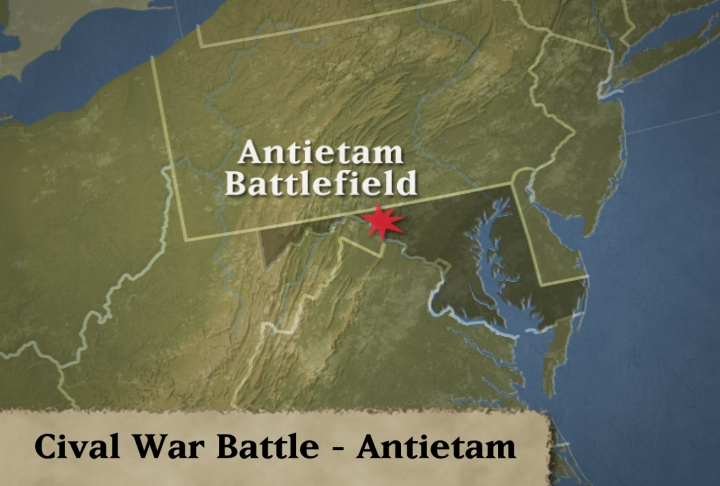 Antietam
Battlefield
Cival War Battle - Antietam